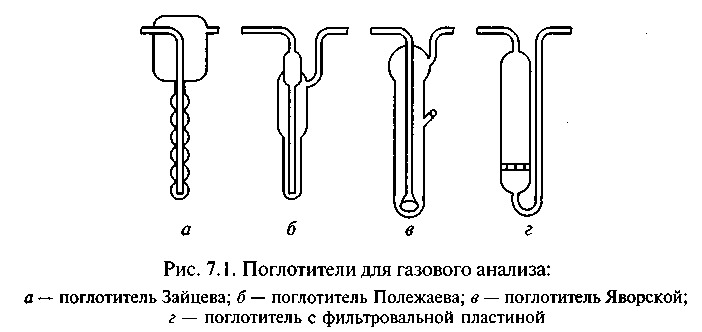 а б в г
Рис. 7.1. Поглотители для газового анализа:
а — поглотитель Зайцева; б — поглотитель Полежаева; в — поглотитель Яворской;
г — поглотитель с фильтровальной пластиной